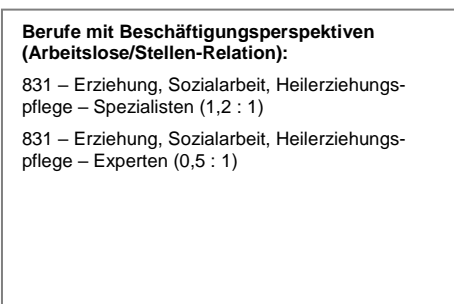 Berufe mit Beschäftigungsperspektiven
(Arbeitslose/Stellen-Relation):
831 – Erziehung, Sozialarbeit, Heilerziehungs-
pflege – Spezialisten (1,2 : 1)
831 – Erziehung, Sozialarbeit, Heilerziehungs-
pflege – Experten (0,5 : 1)